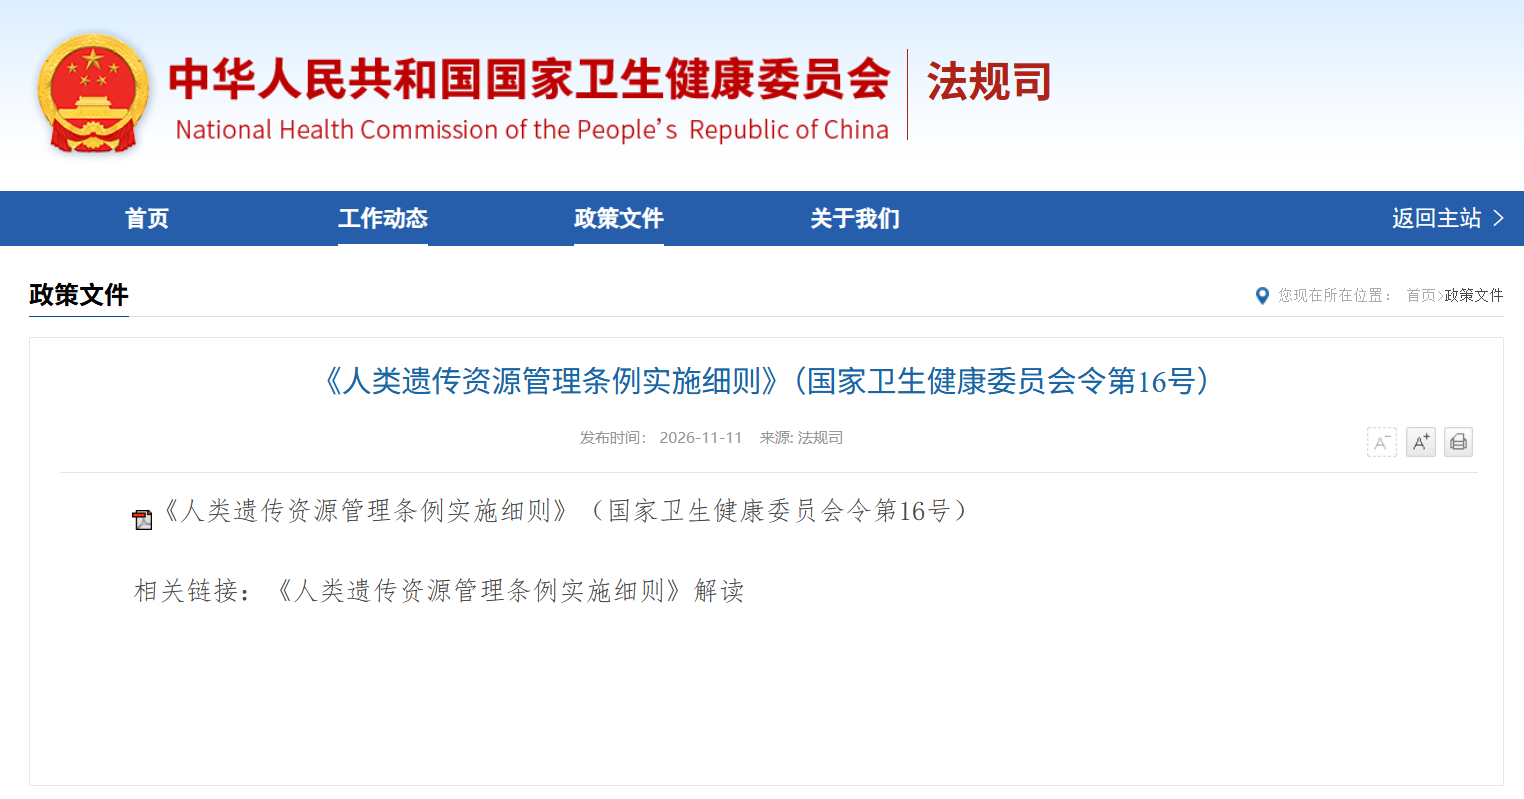 中华人民共和国国家卫生健康委员会
National Health Commission of the People's Republic of China
法规司
首页 工作动态 政策文件 关于我们 返回主站
政策文件
您现在所在位置： 首页>政策文件
《人类遗传资源管理条例实施细则》（国家卫生健康委员会令第16号）
发布时间： 2026-11-11 来源: 法规司
A- A+
《人类遗传资源管理条例实施细则》（国家卫生健康委员会令第16号）
相关链接：《人类遗传资源管理条例实施细则》解读